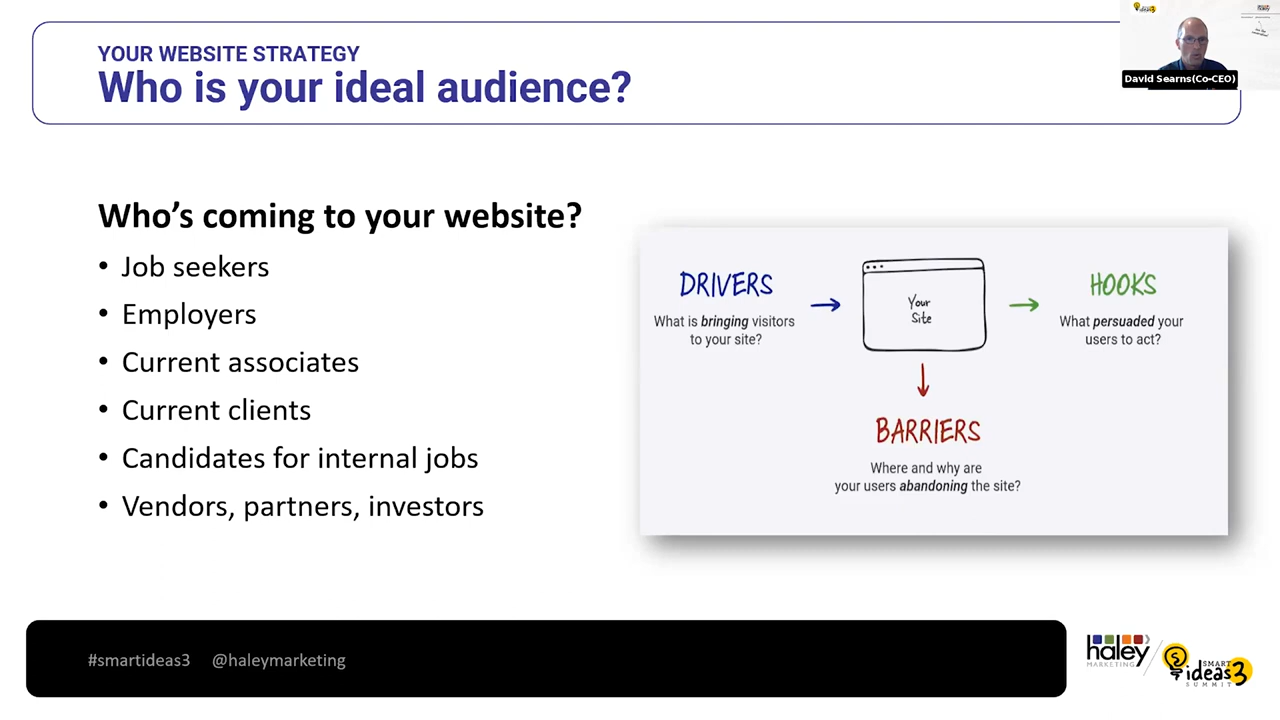 YOUR WEBSITE STRATEGY
Who is your ideal audience?
ideas3
haley
David Searns(Co-CEO)
Who’s coming to your website?
• Job seekers
• Employers
• Current associates
• Current clients
• Candidates for internal jobs
• Vendors, partners, investors
DRIVERS
What is bringing visitors
to your site?
Your
Site
HOOKS
What persuaded your
users to act?
BARRIERS
Where and why are
your users abandoning the site?
#smartideas3 @haleymarketing
haley
MARKETING
SMART
ideas3
SUMMIT